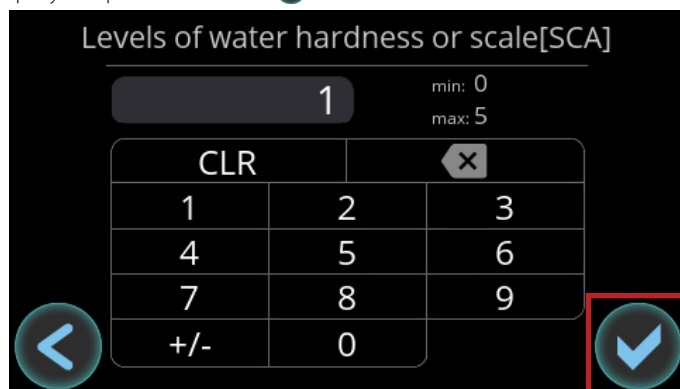 Levels of water hardness or scale[SCA]
1
min: 0
max: 5
CLR
1 2 3
4 5 6
7 8 9
+/- 0